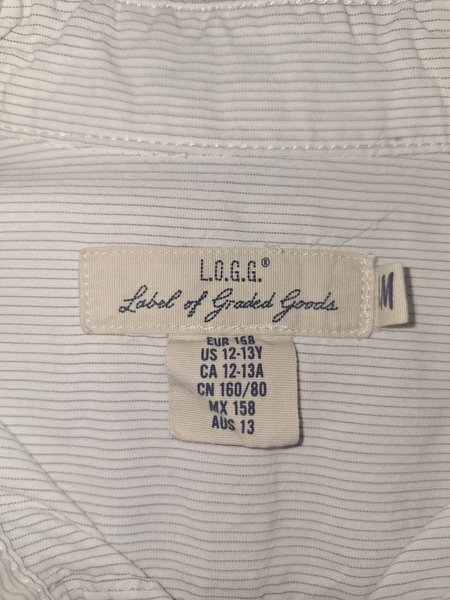 L.O.G.G.®
Label of Graded Goods
EUR 158
US 12-13Y
CA 12-13A
CN 160/80
MX 158
AUS 13